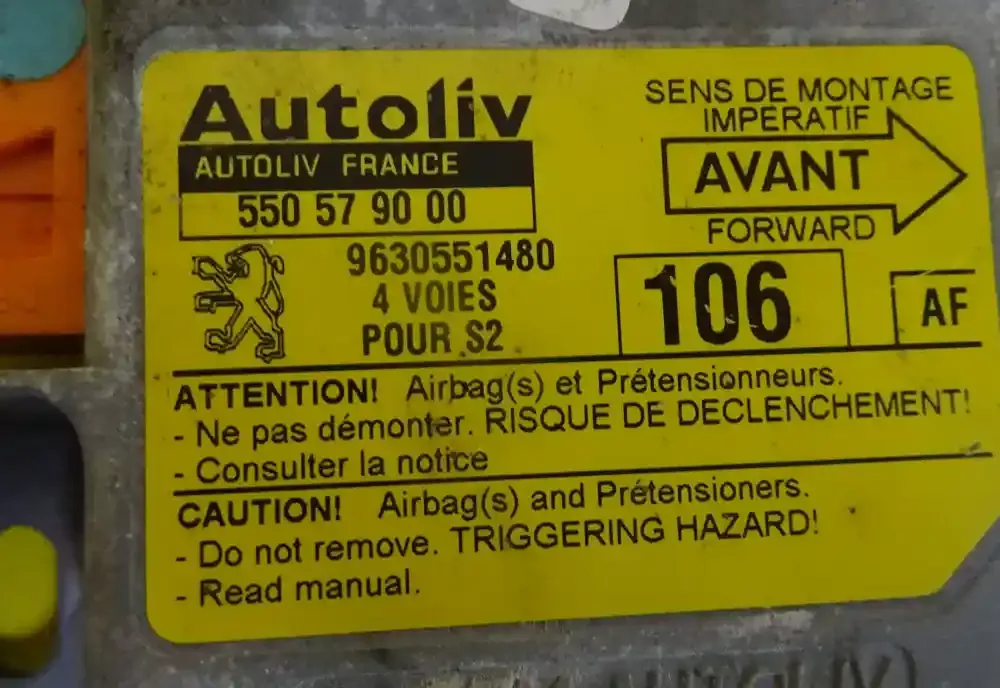 Autoliv
AUTOLIV FRANCE
550 57 90 00
9630551480
4 VOIES
POUR S2
SENS DE MONTAGE
IMPERATIF
AVANT
FORWARD
106
AF
ATTENTION! Airbag(s) et Prétensionneurs.
- Ne pas démonter. RISQUE DE DECLENCHEMENT!
- Consulter la notice
CAUTION! Airbag(s) and Prétensioners.
- Do not remove. TRIGGERING HAZARD!
- Read manual.